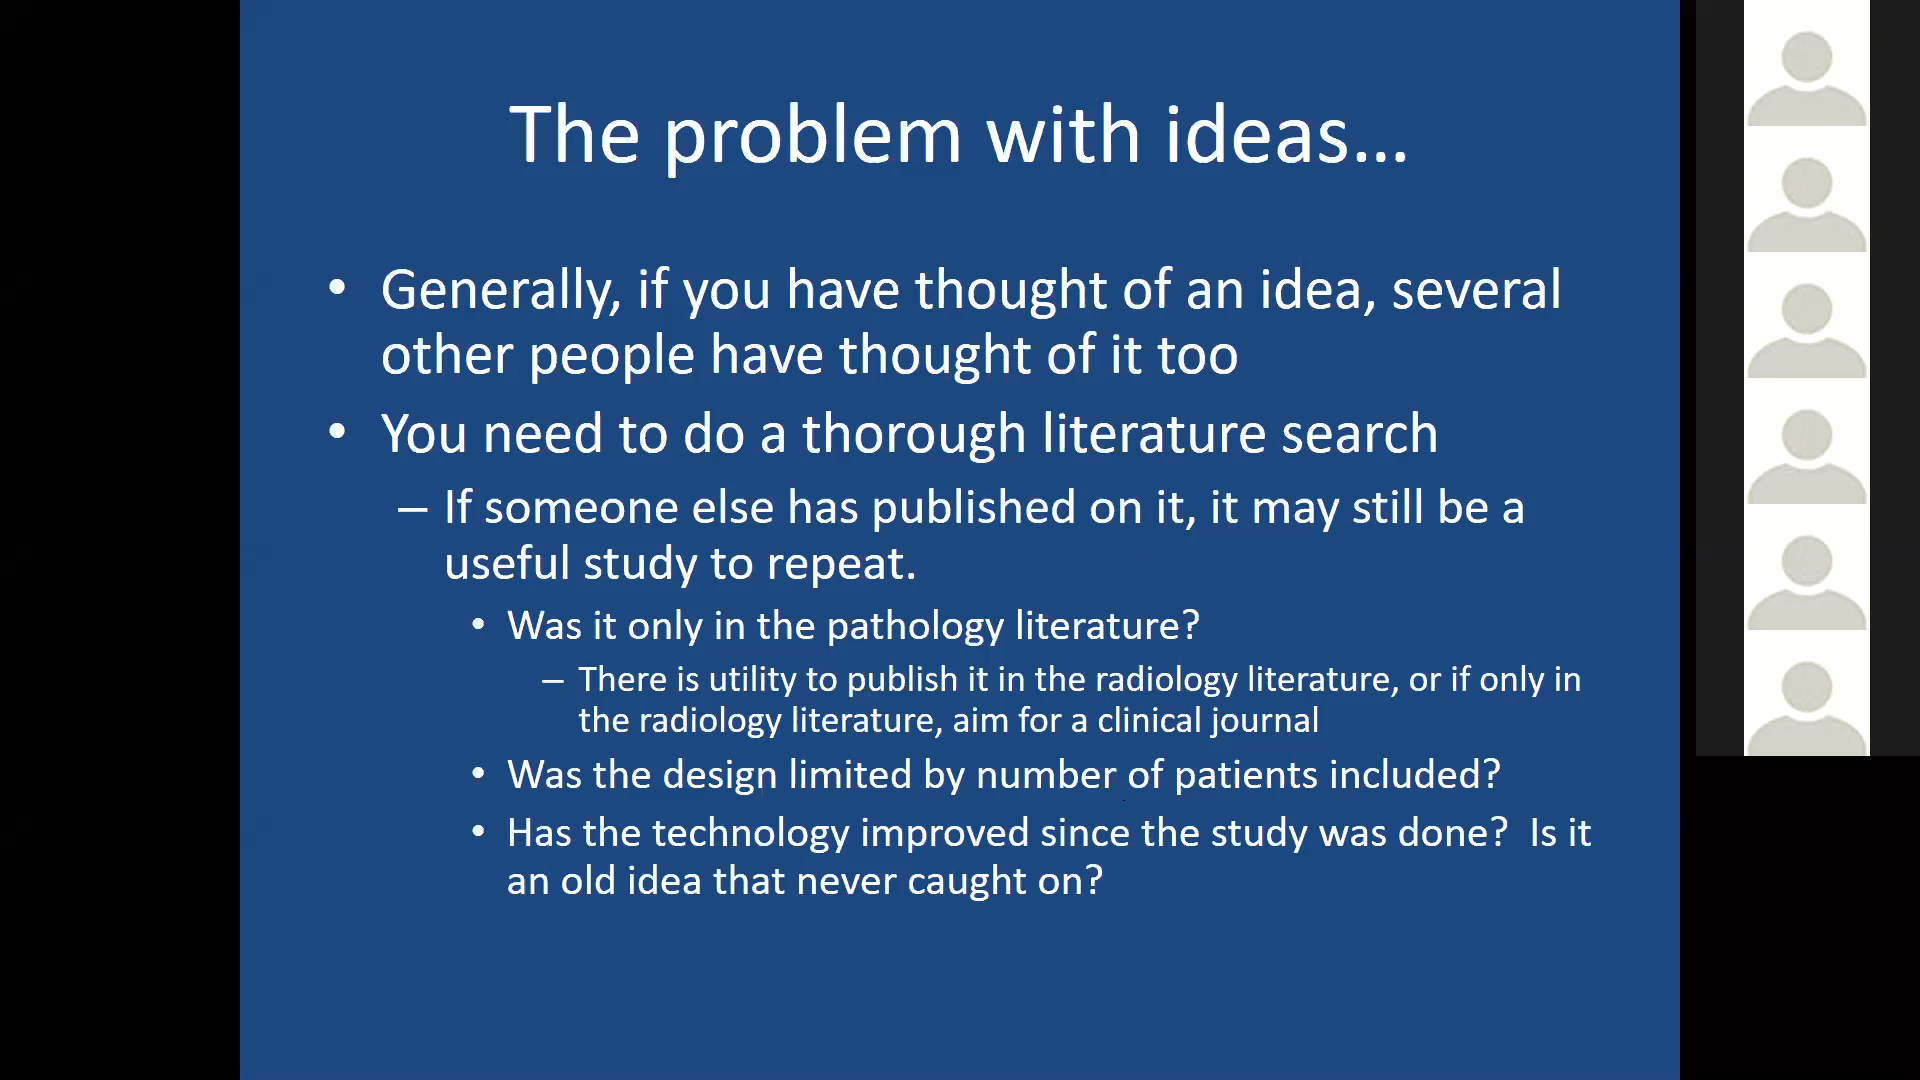 The problem with ideas...
• Generally, if you have thought of an idea, several
other people have thought of it too
• You need to do a thorough literature search
– If someone else has published on it, it may still be a
useful study to repeat.
• Was it only in the pathology literature?
– There is utility to publish it in the radiology literature, or if only in
the radiology literature, aim for a clinical journal
• Was the design limited by number of patients included?
• Has the technology improved since the study was done?  Is it
an old idea that never caught on?